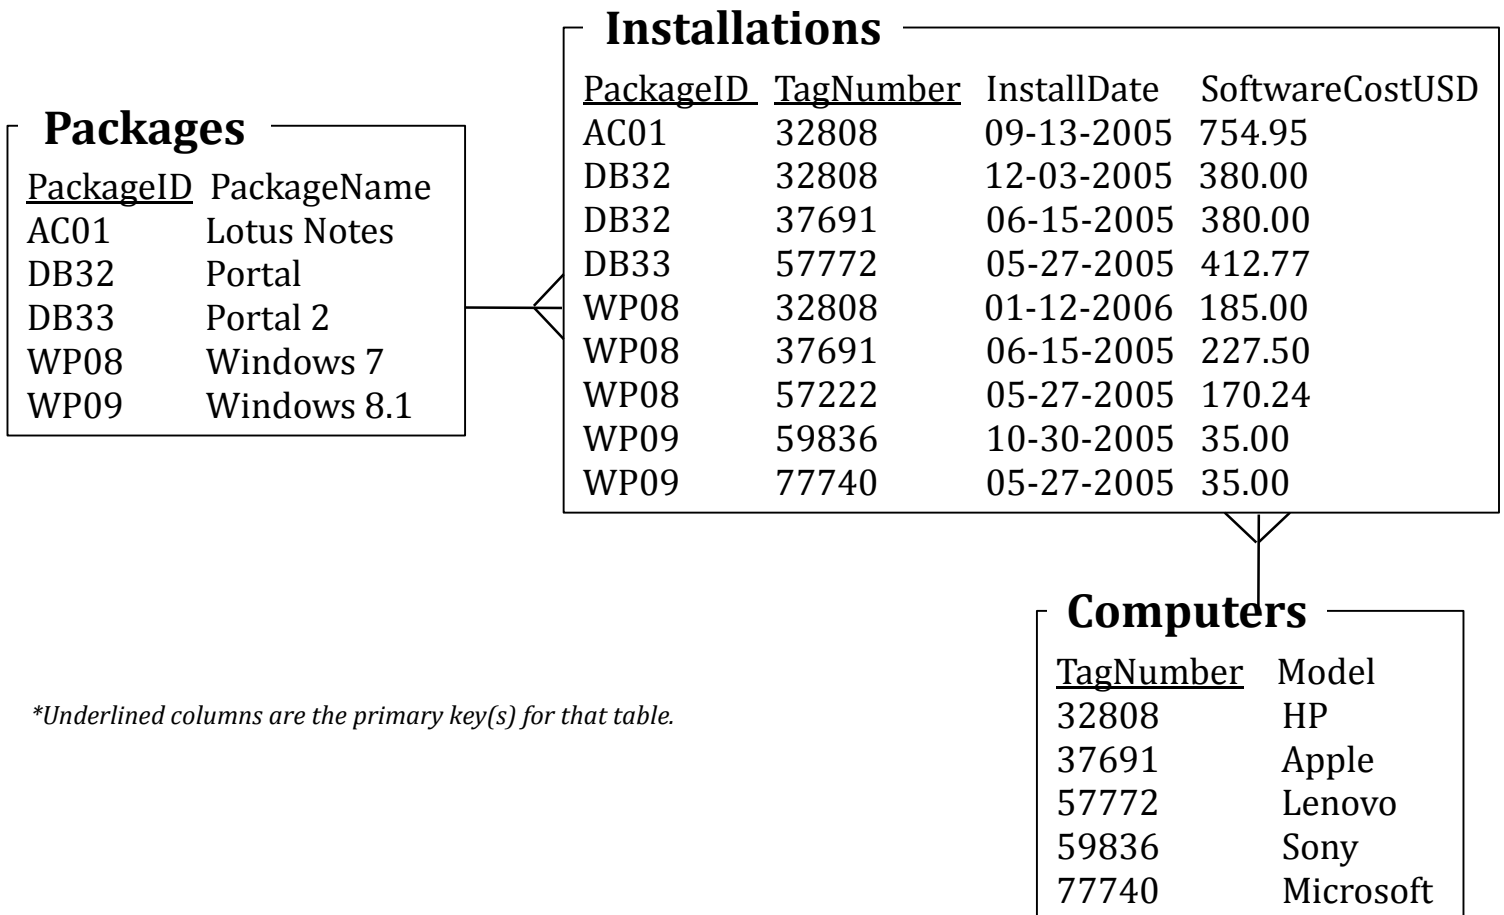 Installations
PackageID TagNumber InstallDate SoftwareCostUSD
AC01 32808 09-13-2005 754.95
DB32 32808 12-03-2005 380.00
DB32 37691 06-15-2005 380.00
DB33 57772 05-27-2005 412.77
WP08 32808 01-12-2006 185.00
WP08 37691 06-15-2005 227.50
WP08 57222 05-27-2005 170.24
WP09 59836 10-30-2005 35.00
WP09 77740 05-27-2005 35.00
Packages
PackageID PackageName
AC01 Lotus Notes
DB32 Portal
DB33 Portal 2
WP08 Windows 7
WP09 Windows 8.1
Computers
TagNumber Model
32808 HP
37691 Apple
57772 Lenovo
59836 Sony
77740 Microsoft
*Underlined columns are the primary key(s) for that table.